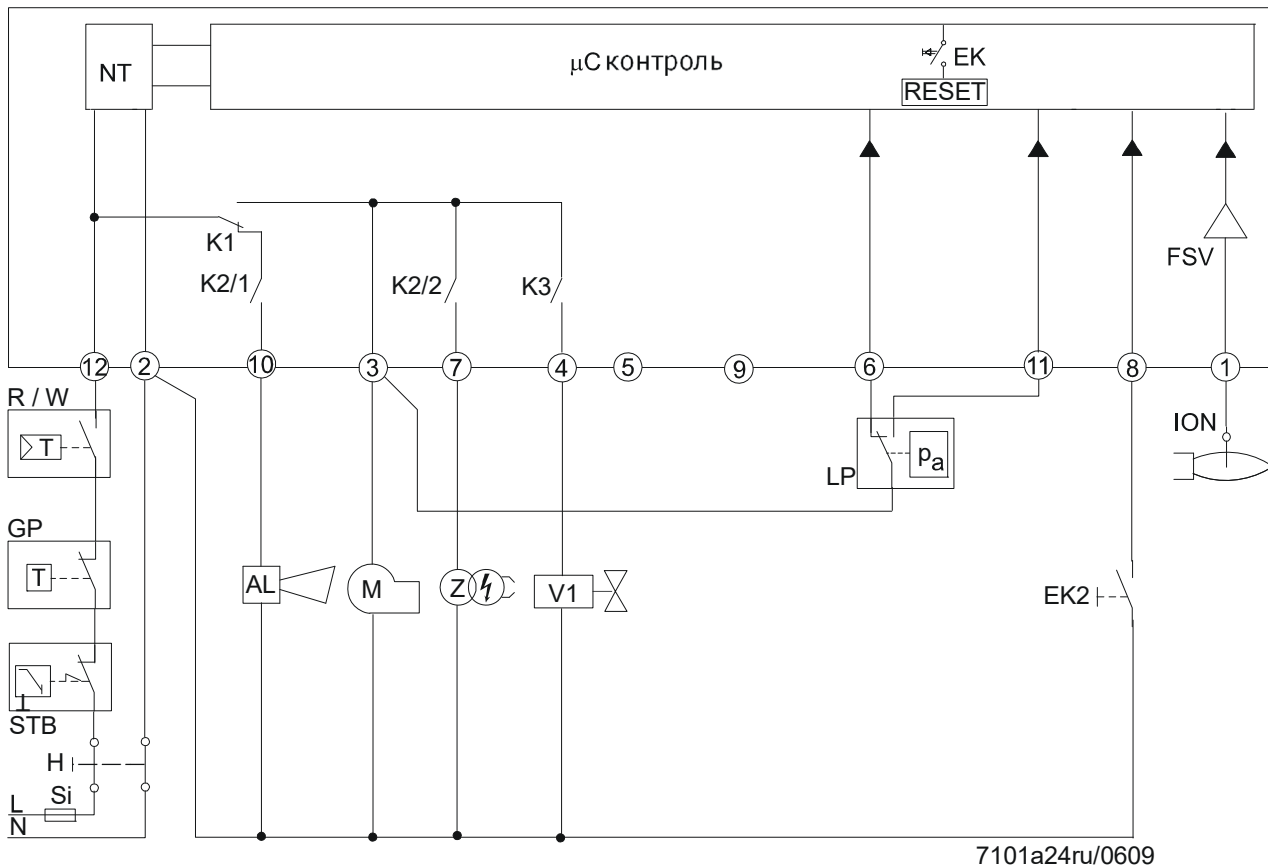 NT
μC контроль
EK
RESET
K1
FSV
K2/1
K2/2
K3
12
2
10
3
7
4
5
9
6
11
8
1
R / W
T
ION
LP
pa
GP
T
AL
M
Z
V1
EK2
STB
H
Si
L
N
7101a24ru/0609